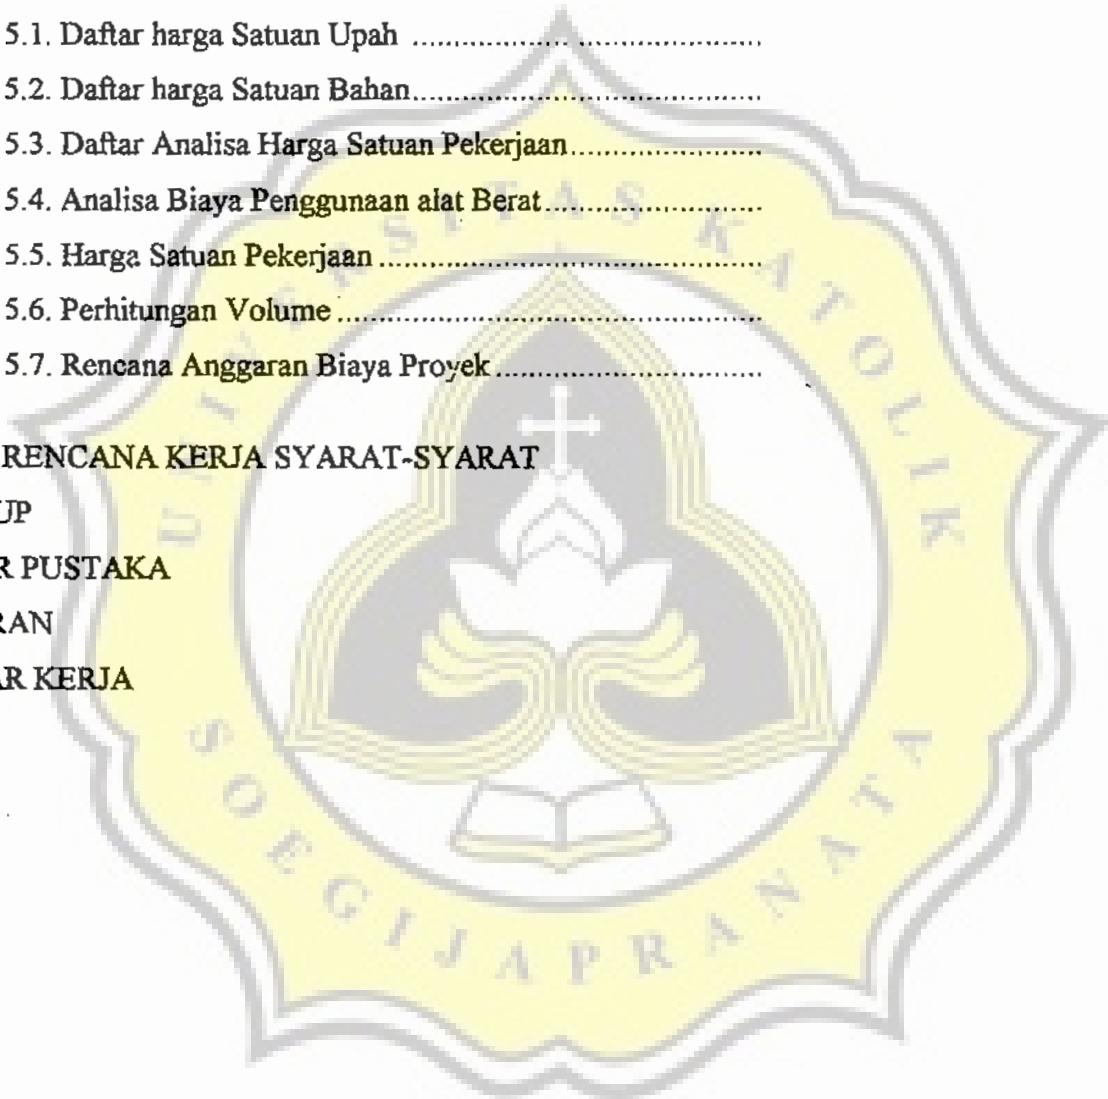 5.1. Daftar harga Satuan Upah ........................................
5.2. Daftar harga Satuan Bahan........................................
5.3. Daftar Analisa Harga Satuan Pekerjaan......................
5.4. Analisa Biaya Penggunaan alat Berat.........................
5.5. Harga Satuan Pekerjaan ............................................
5.6. Perhitungan Volume .................................................
5.7. Rencana Anggaran Biaya Proyek ..............................
RENCANA KERJA SYARAT-SYARAT
UP
R PUSTAKA
RAN
AR KERJA
UNIVERSITAS KATOLIK
SOEGIJAPRANATA